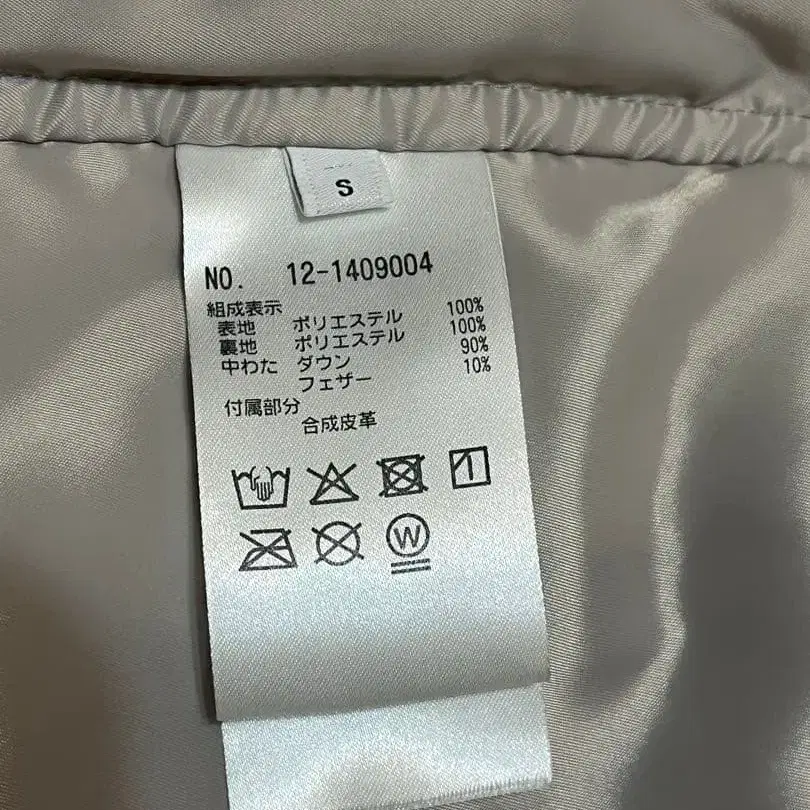 S
NO. 12-1409004
組成表示
表地 ポリエステル 100%
裏地 ポリエステル 100%
中わた ダウン 90%
フェザー 10%
付属部分
合成皮革
W